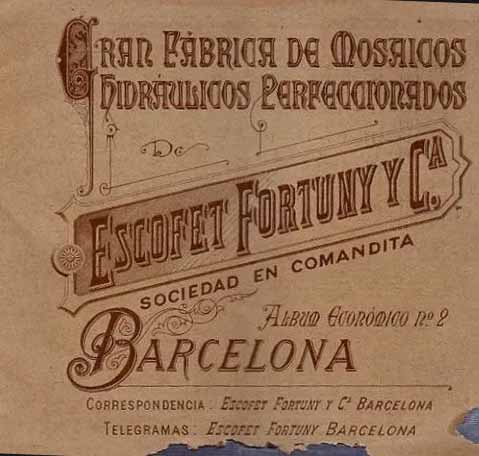 Gran Fábrica de Mosaicos
Hidráulicos Perfeccionados
De
Escofet Fortuny y Cª.
SOCIEDAD EN COMANDITA
Album Económico nº 2
Barcelona
Correspondencia: Escofet Fortuny y Cª Barcelona
Telegramas: Escofet Fortuny Barcelona